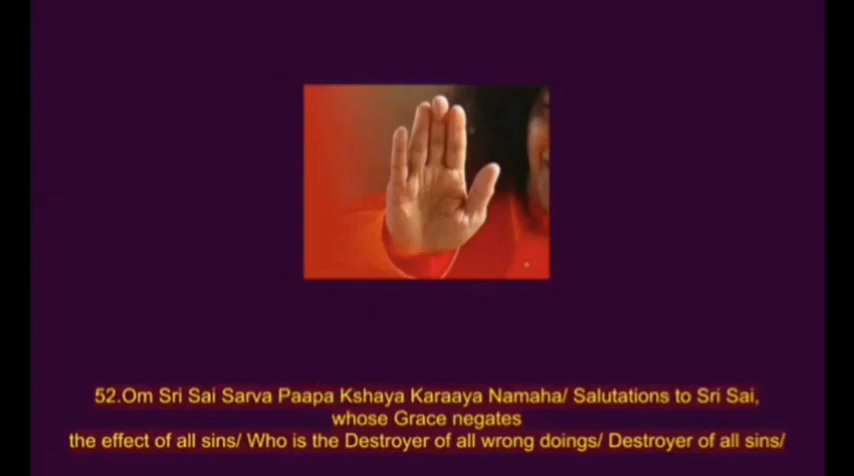 52.Om Sri Sai Sarva Paapa Kshaya Karaaya Namaha/ Salutations to Sri Sai,
whose Grace negates
the effect of all sins/ Who is the Destroyer of all wrong doings/ Destroyer of all sins/